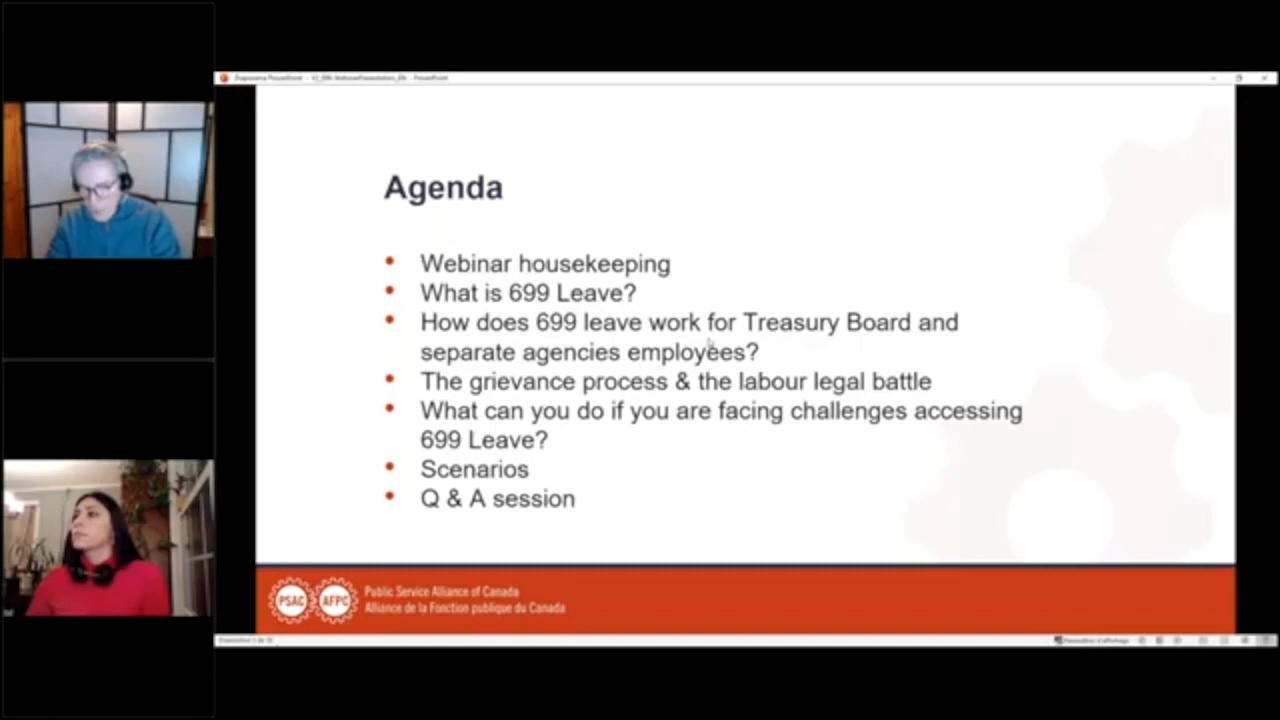 Agenda
Webinar housekeeping
What is 699 Leave?
How does 699 leave work for Treasury Board and
separate agencies employees?
The grievance process & the labour legal battle
What can you do if you are facing challenges accessing
699 Leave?
Scenarios
Q & A session
PSAC AFPC
Public Service Alliance of Canada
Alliance de la Fonction publique du Canada